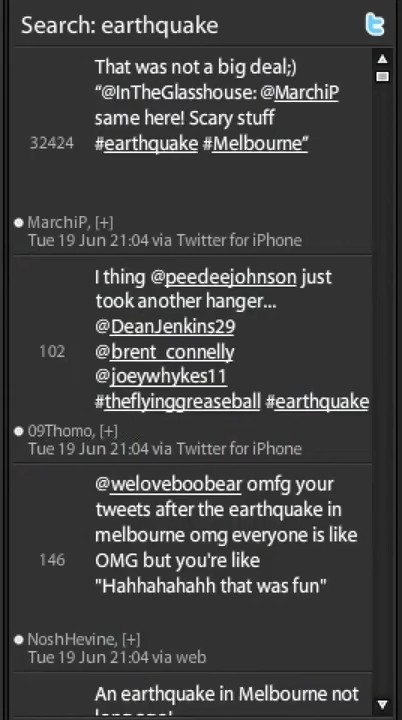 Search: earthquake
That was not a big deal;)
“@InTheGlasshouse: @MarchiP
same here! Scary stuff
32424 #earthquake #Melbourne”
MarchiP, [+]
Tue 19 Jun 21:04 via Twitter for iPhone
I thing @peedeejohnson just
took another hanger...
@DeanJenkins29
102 @brent_connelly
@joeywhykes11
#theflyinggreaseball #earthquake
09Thomo, [+]
Tue 19 Jun 21:04 via Twitter for iPhone
@weloveboobear omfg your
tweets after the earthquake in
melbourne omg everyone is like
146 OMG but you're like
"Hahhahahahh that was fun"
NoshHevine, [+]
Tue 19 Jun 21:04 via web
An earthquake in Melbourne not